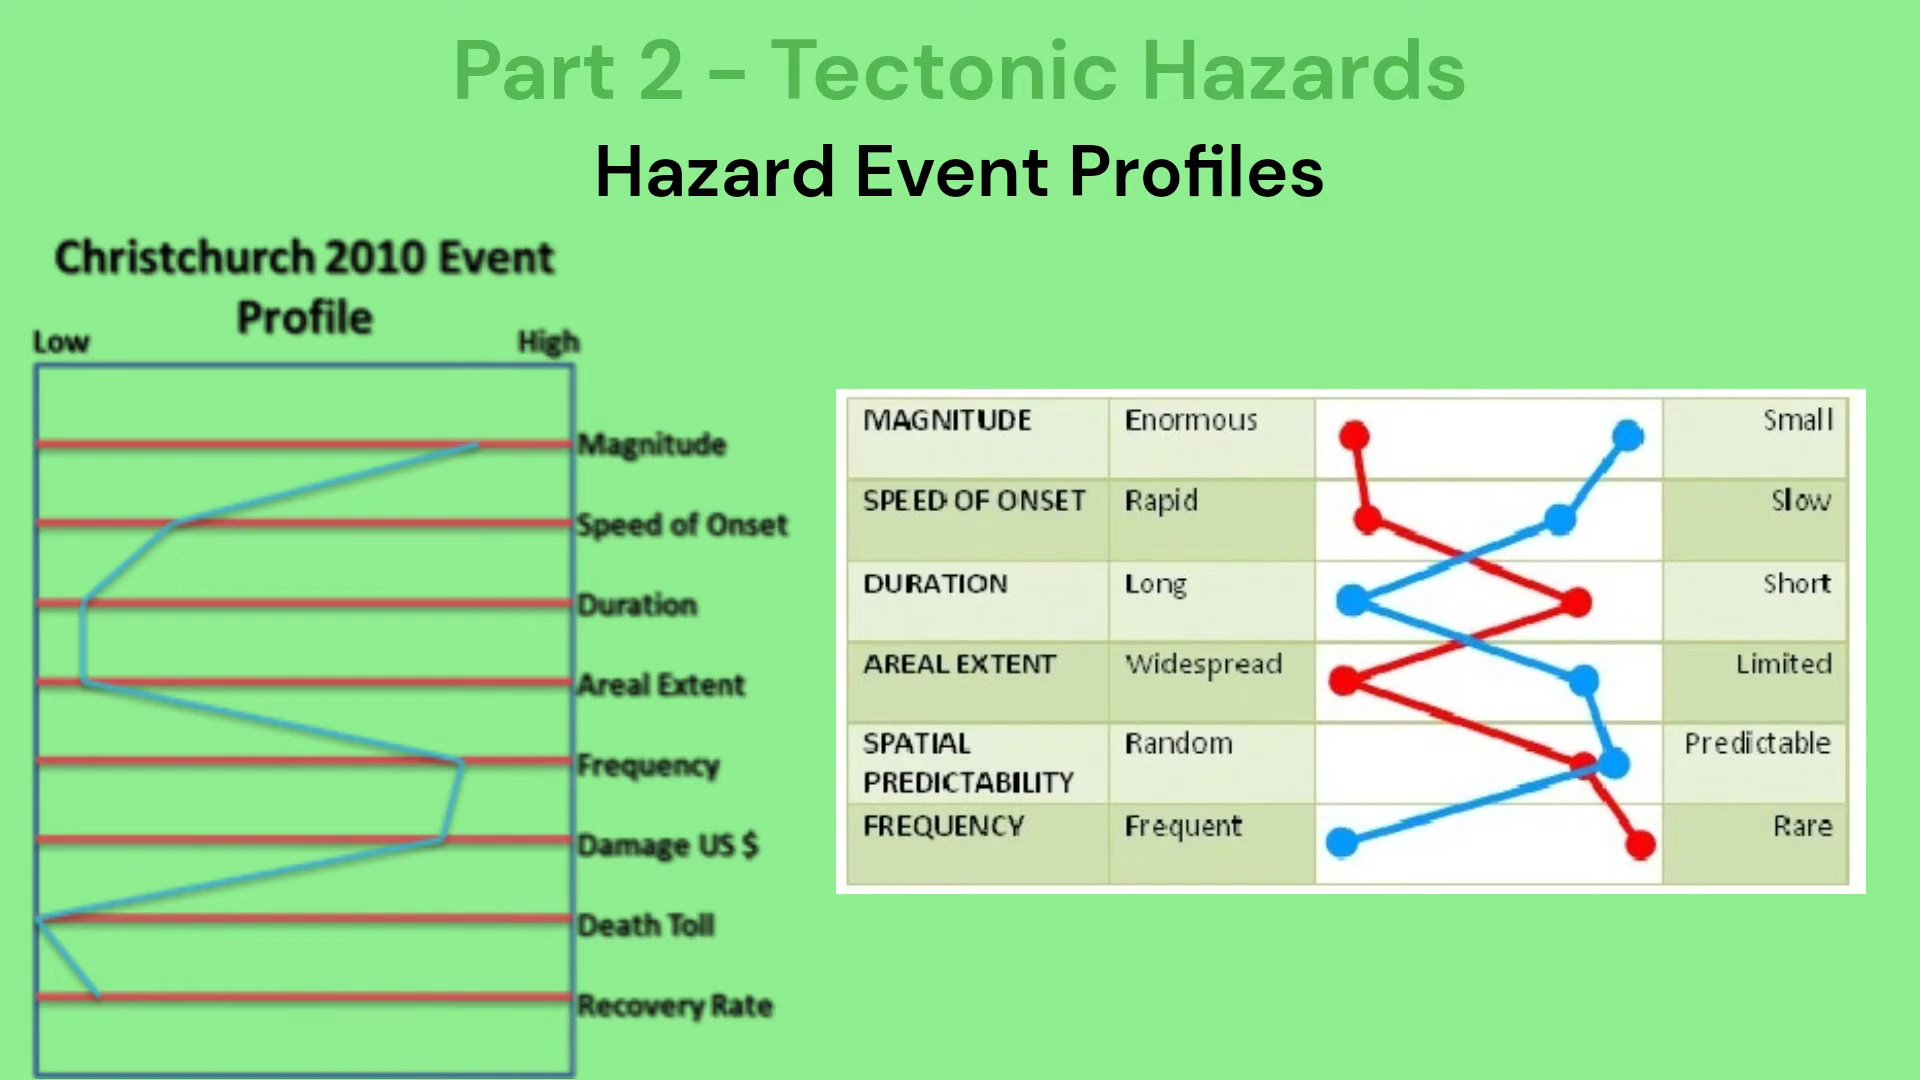 Part 2 - Tectonic Hazards
Hazard Event Profiles
Christchurch 2010 Event
Profile
Low High
Magnitude
Speed of Onset
Duration
Areal Extent
Frequency
Damage US $
Death Toll
Recovery Rate
MAGNITUDE Enormous Small
SPEED OF ONSET Rapid Slow
DURATION Long Short
AREAL EXTENT Widespread Limited
SPATIAL Random Predictable
PREDICTABILITY
FREQUENCY Frequent Rare